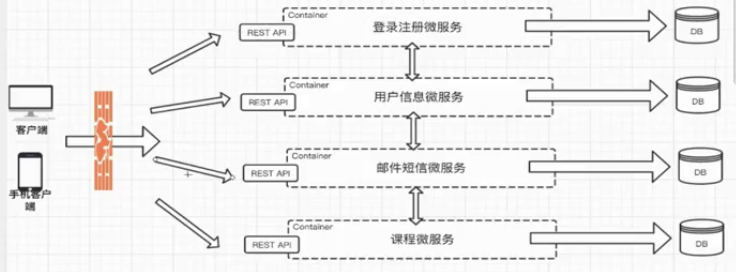 Container
REST API
登录注册微服务
DB
Container
REST API
用户信息微服务
DB
客户端
Container
REST API
邮件短信微服务
DB
手机客户
端
Container
REST API
课程微服务
DB